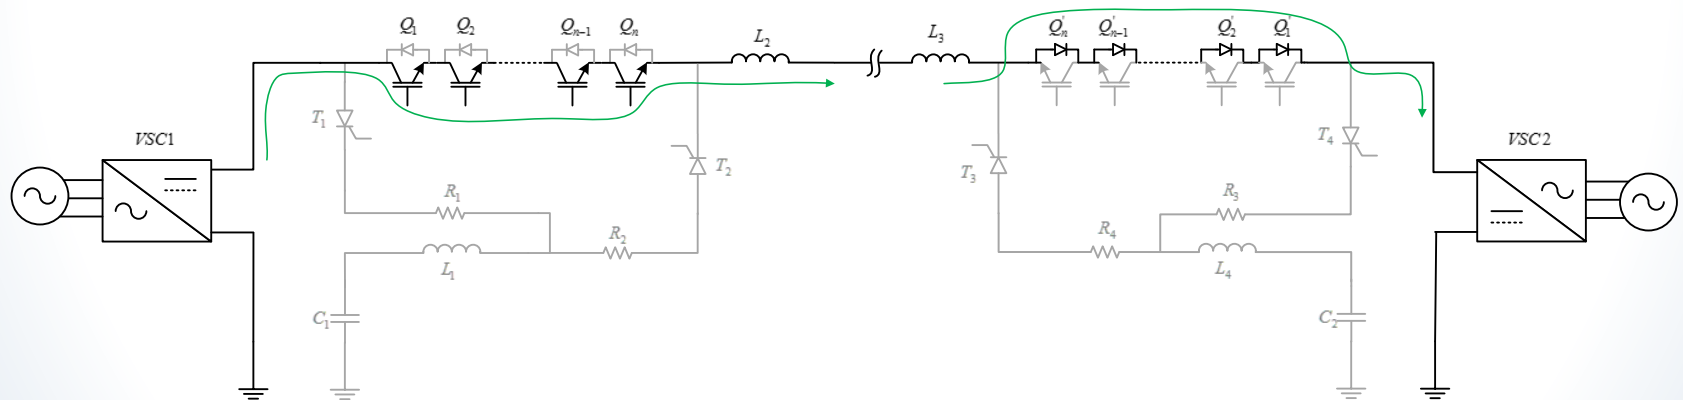 Q1 Q2 Qn−1 Qn
L2
L3
Q'n Q'n−1 Q'2 Q'1
T1
T4
VSC1
VSC2
T2
T3
R1
R3
R2
R4
L1
L4
C1
C2